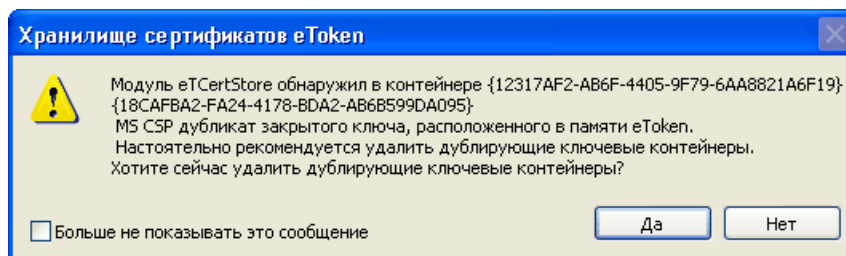 Хранилище сертификатов eToken
Модуль eTCertStore обнаружил в контейнере {12317AF2-AB6F-4405-9F79-6AA8821A6F19}
{18CAFBA2-FA24-4178-BDA2-AB6B599DA095}
MS CSP дубликат закрытого ключа, расположенного в памяти eToken.
Настоятельно рекомендуется удалить дублирующие ключевые контейнеры.
Хотите сейчас удалить дублирующие ключевые контейнеры?
Больше не показывать это сообщение
Да
Нет